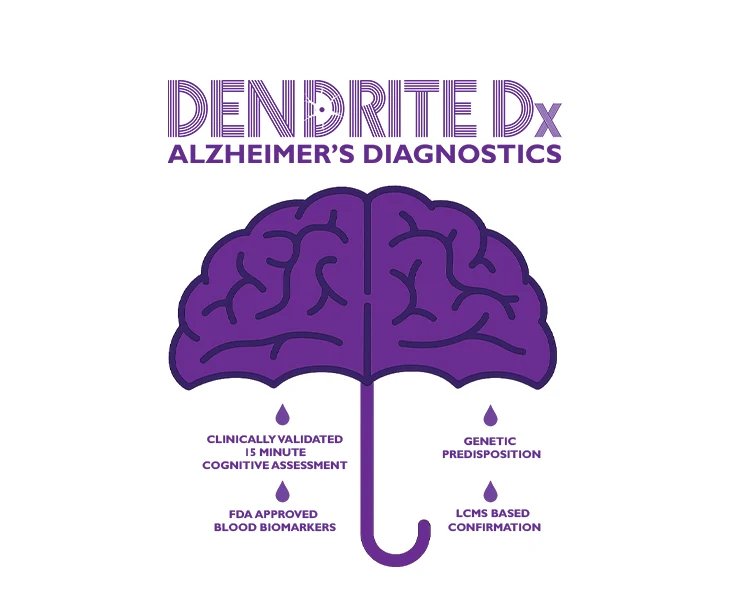 DENDRITE Dx
ALZHEIMER'S DIAGNOSTICS
CLINICALLY VALIDATED
15 MINUTE
COGNITIVE ASSESSMENT
GENETIC
PREDISPOSITION
FDA APPROVED
BLOOD BIOMARKERS
LCMS BASED
CONFIRMATION